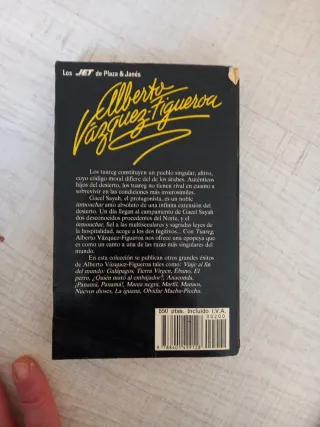 Los JET de Plaza & Janés
Alberto
Vázquez-Figueroa
Los tuareg constituyen un pueblo singular, altivo,
cuyo código moral difiere del de los árabes. Auténticos
hijos del desierto, los tuareg no tienen rival en cuanto a
sobrevivir en las condiciones más inverosímiles.
Gacel Sayah, el protagonista, es un noble
inmouchar amo absoluto de una infinita extensión del
desierto. Un día llegan al campamento de Gacel Sayah
dos desconocidos procedentes del Norte, y el
inmouchar, fiel a las multiseculares y sagradas leyes de
la hospitalidad, acoge a los dos fugitivos... Con Tuareg
Alberto Vázquez-Figueroa nos ofrece una epopeya que
es como un canto a una de las razas más singulares del
mundo.
En esta colección se publican otros grandes éxitos
de Alberto Vázquez-Figueroa tales como: Viaje al fin
del mundo: Galápagos, Tierra Virgen, Ébano, El
perro, ¿Quién mató al embajador?, Anaconda,
¡Panamá, Panamá!, Marea negra, Marfil, Manaos,
Nuevos dioses, La iguana, Olvidar Machu-Picchu.
550 ptas. Incluido I.V.A.
00200